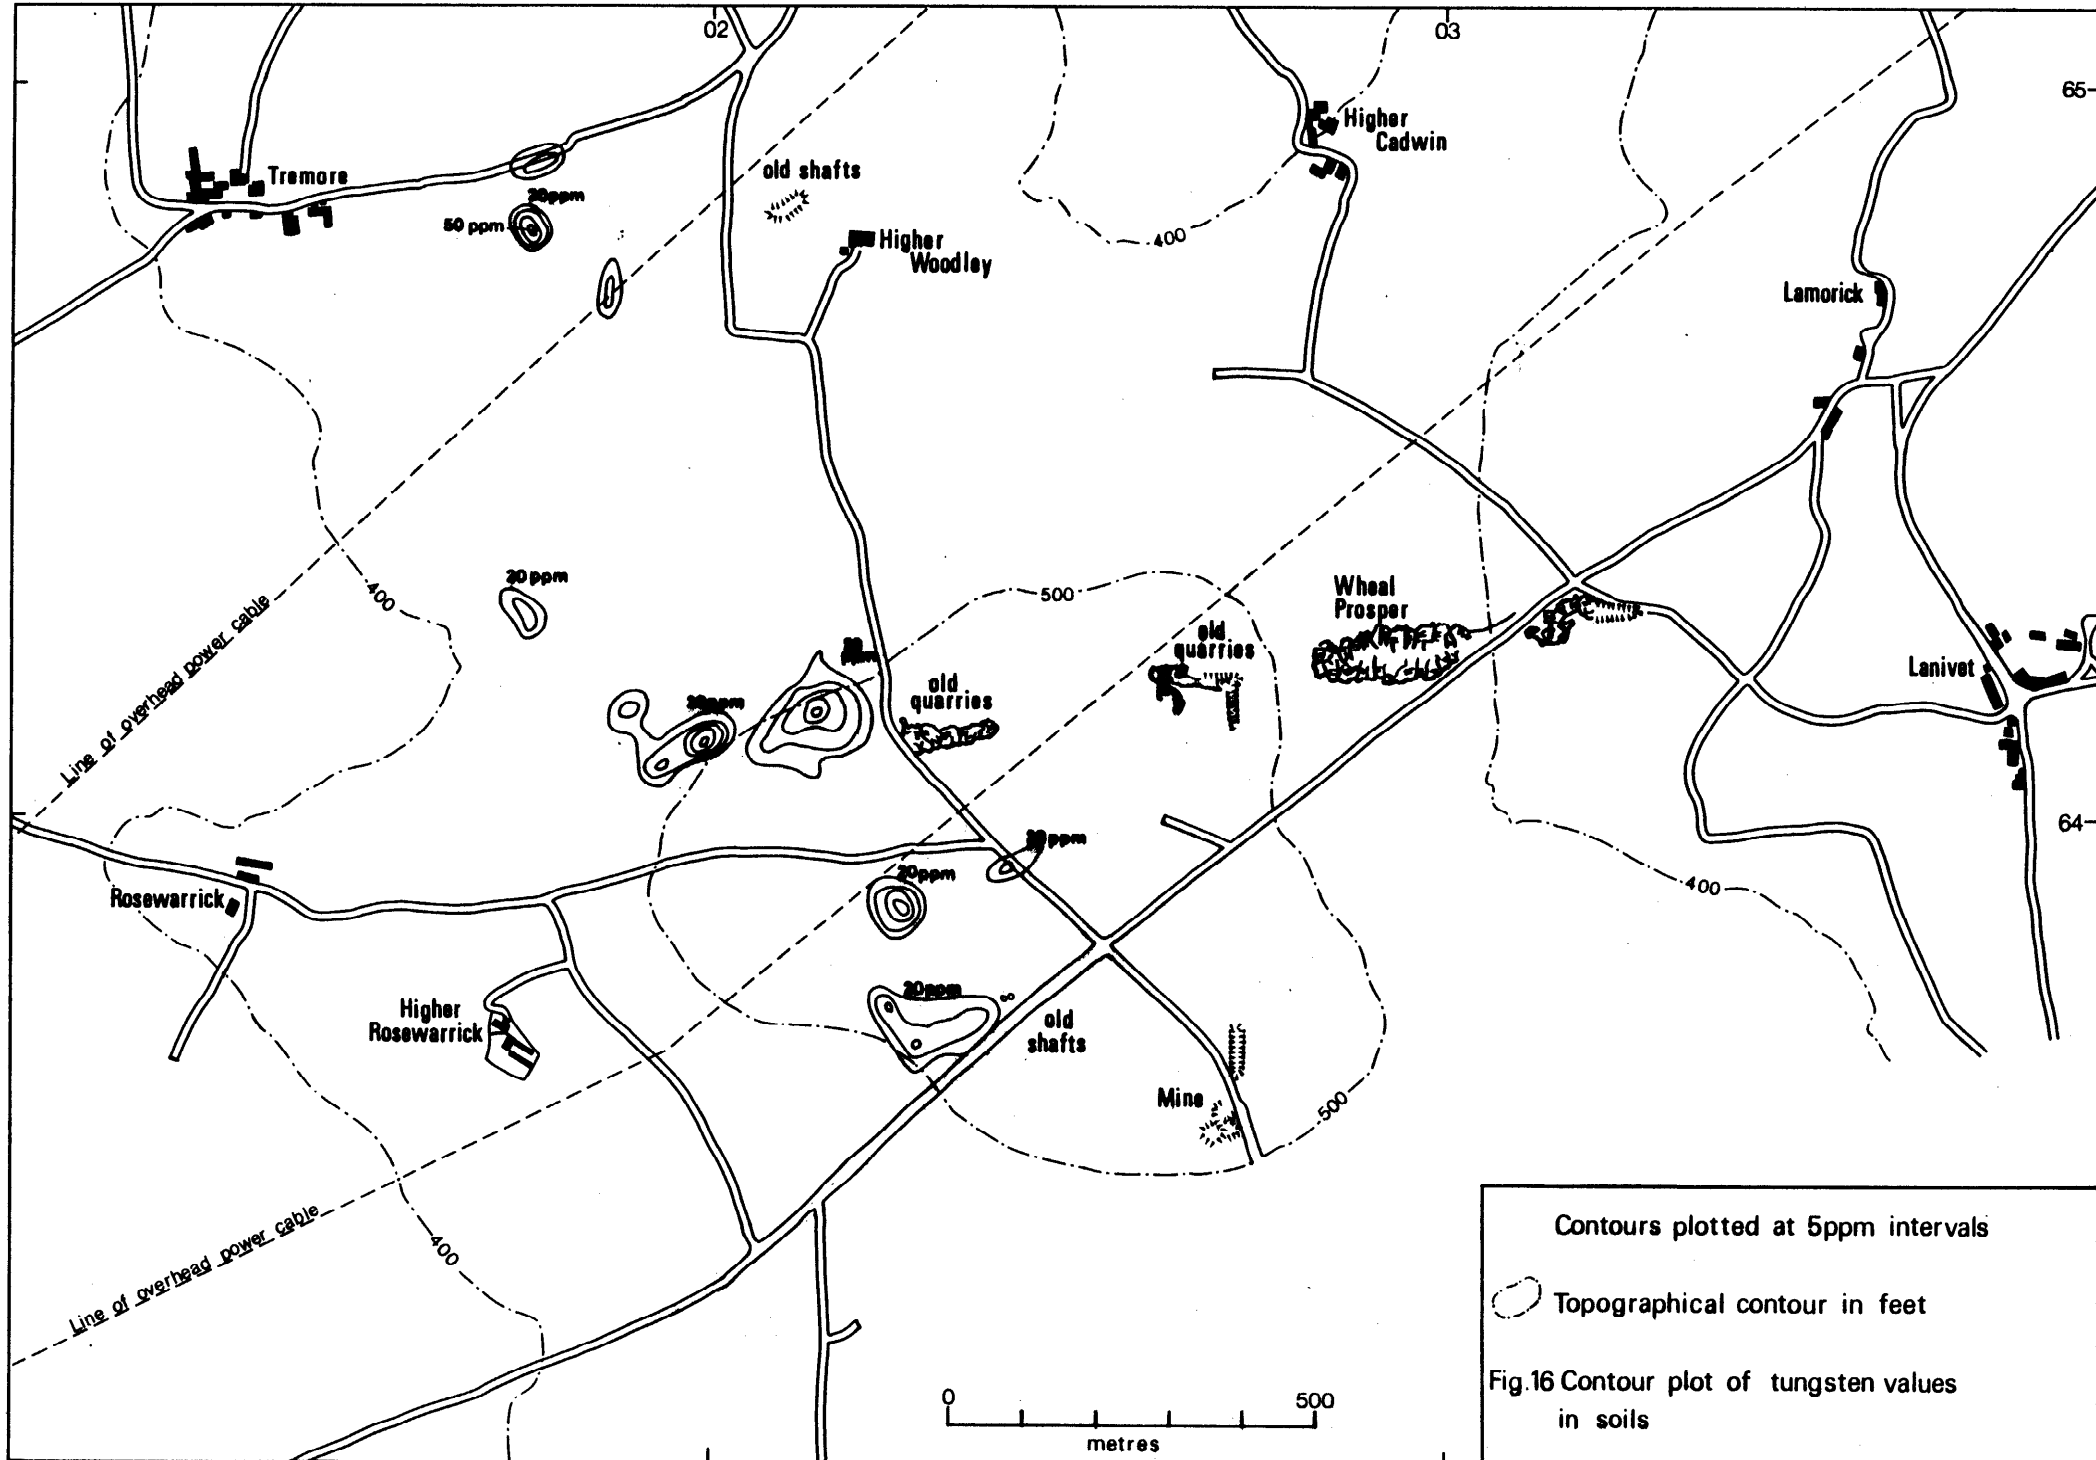 02
03
65
Higher
Cadwin
old shafts
Tremore
20ppm
50 ppm
400
Higher
Woodley
Lamorick
20ppm
400
500
Wheal
Prosper
old
quarries
Line of overhead power cable
20
ppm
old
quarries
20ppm
Lanivet
64
20ppm
20ppm
400
Rosewarrick
20ppm
Higher
Rosewarrick
old
shafts
Mine
500
Line of overhead power cable
400
Contours plotted at 5ppm intervals
Topographical contour in feet
Fig.16 Contour plot of tungsten values
in soils
0
500
metres